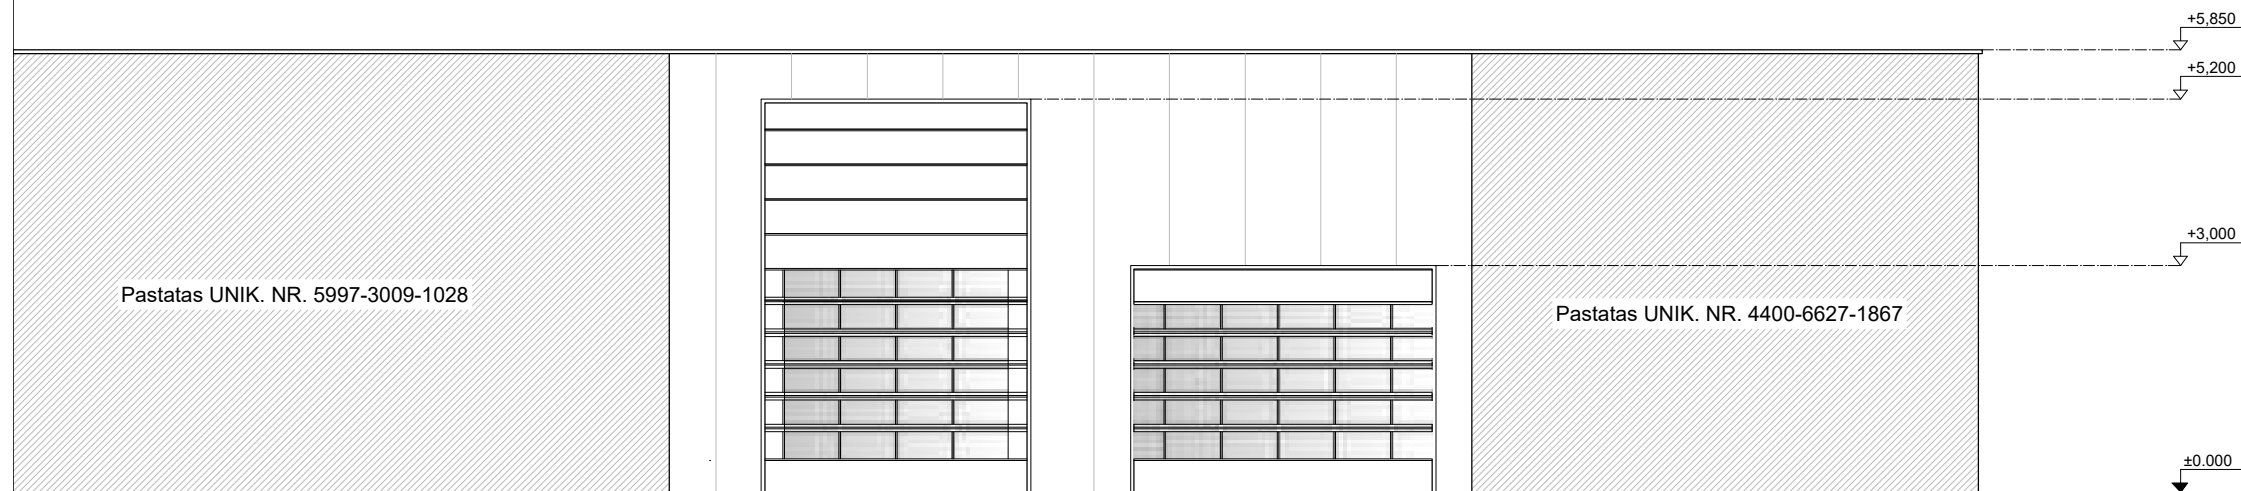 +5,850
+5,200
+3,000
Pastatas UNIK. NR. 5997-3009-1028
Pastatas UNIK. NR. 4400-6627-1867
±0.000